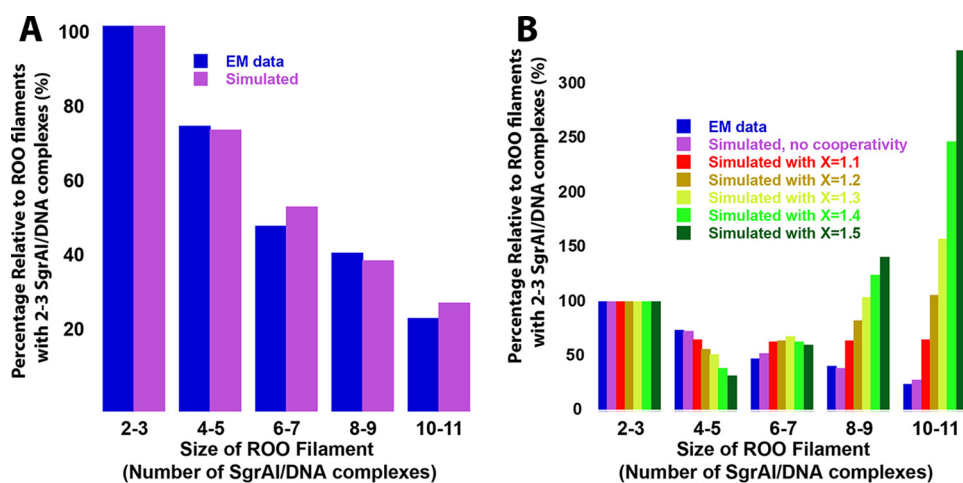 A
Percentage Relative to ROO filaments
with 2-3 SgrAI/DNA complexes (%)
100
80
60
40
20
EM data
Simulated
2-3
4-5
6-7
8-9
10-11
Size of ROO Filament
(Number of SgrAI/DNA complexes)
B
Percentage Relative to ROO filaments
with 2-3 SgrAI/DNA complexes (%)
300
250
200
150
100
50
0
EM data
Simulated, no cooperativity
Simulated with X=1.1
Simulated with X=1.2
Simulated with X=1.3
Simulated with X=1.4
Simulated with X=1.5
2-3
4-5
6-7
8-9
10-11
Size of ROO Filament
(Number of SgrAI/DNA complexes)